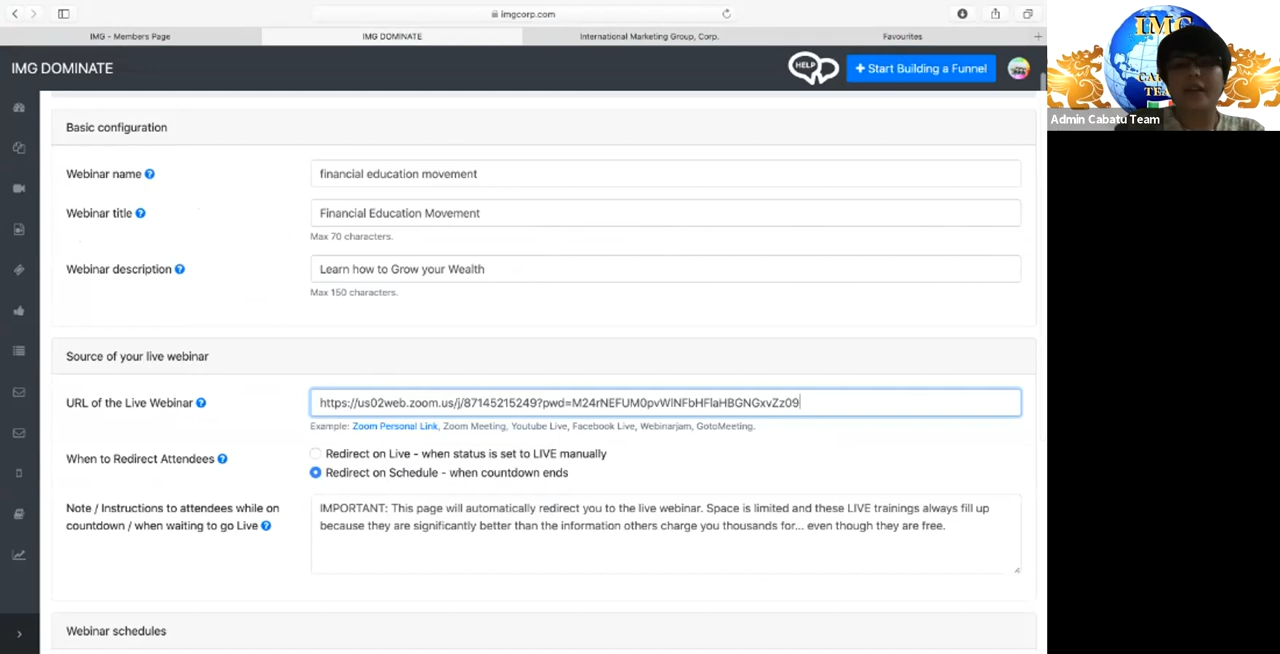 imgcorp.com
IMG - Members Page
IMG DOMINATE
International Marketing Group, Corp.
Favourites
IMG DOMINATE
HELP
+ Start Building a Funnel
IMG
Admin Cabatu Team
Basic configuration
Webinar name ?
financial education movement
Webinar title ?
Financial Education Movement
Max 70 characters.
Webinar description ?
Learn how to Grow your Wealth
Max 150 characters.
Source of your live webinar
URL of the Live Webinar ?
https://us02web.zoom.us/j/87145215249?pwd=M24rNEFUM0pvWlNFbHFlaHBGNGxvZz09
Example: Zoom Personal Link, Zoom Meeting, Youtube Live, Facebook Live, Webinarjam, GotoMeeting.
When to Redirect Attendees ?
Redirect on Live - when status is set to LIVE manually
Redirect on Schedule - when countdown ends
Note / Instructions to attendees while on
countdown / when waiting to go Live ?
IMPORTANT: This page will automatically redirect you to the live webinar. Space is limited and these LIVE trainings always fill up
because they are significantly better than the information others charge you thousands for... even though they are free.
Webinar schedules